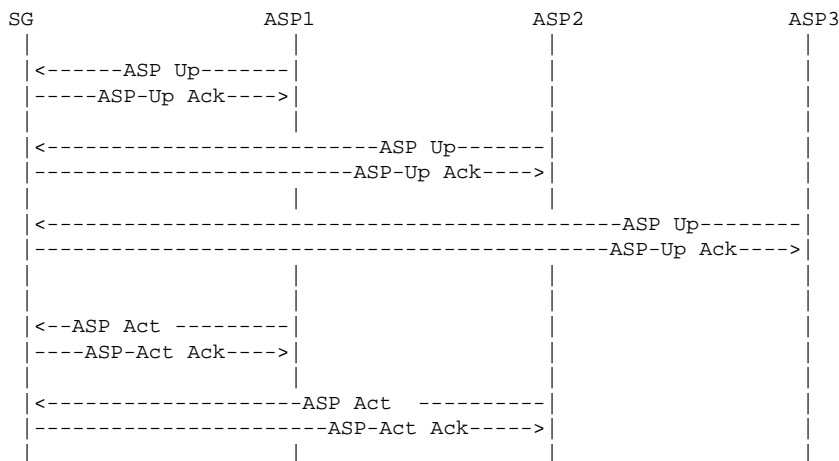 SG ASP1 ASP2 ASP3
<------ASP Up-------
-----ASP-Up Ack---->
<---------------------------ASP Up-------
-------------------------ASP-Up Ack---->
<----------------------------------------------ASP Up--------
---------------------------------------------ASP-Up Ack---->
<--ASP Act ---------
----ASP-Act Ack---->
<---------------------ASP Act ----------
-----------------------ASP-Act Ack----->